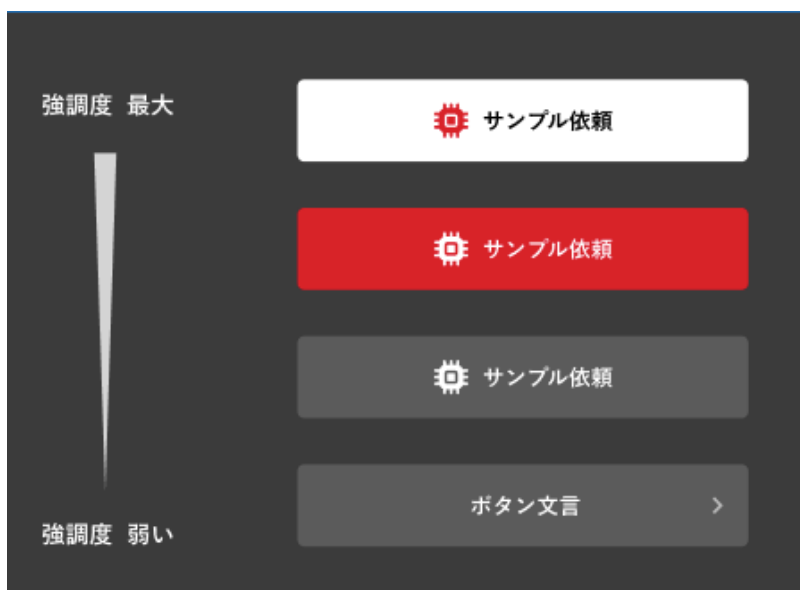 強調度 最大
サンプル依頼
サンプル依頼
サンプル依頼
ボタン文言
強調度 弱い